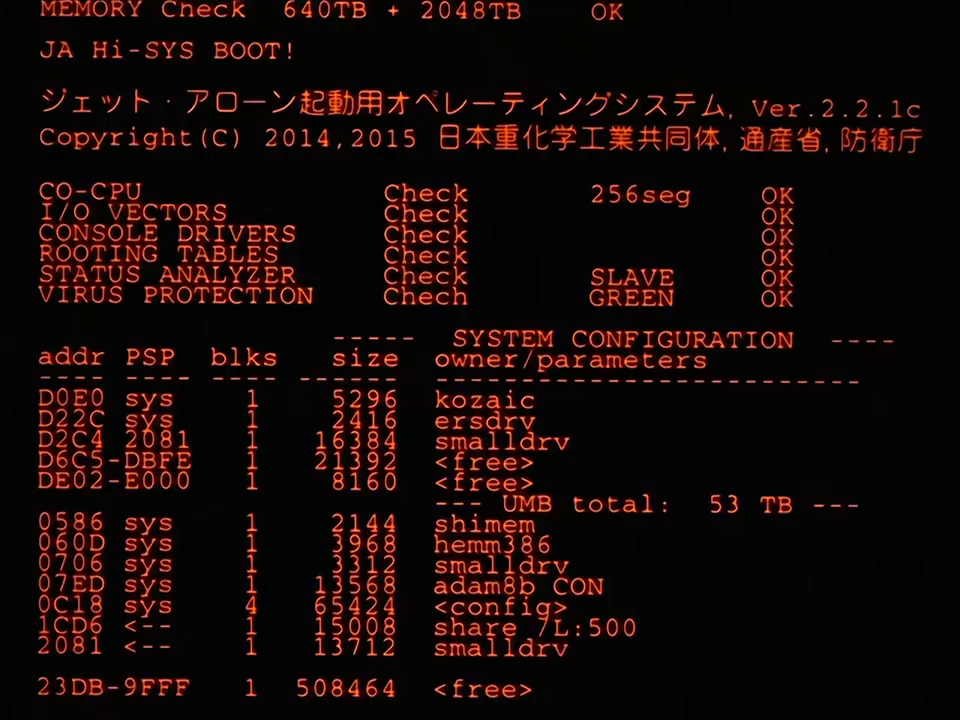 MEMORY Check 640TB + 2048TB OK
JA Hi-SYS BOOT!
ジェット・アローン起動用オペレーティングシステム, Ver.2.2.1c
Copyright(C) 2014,2015 日本重化学工業共同体, 通産省, 防衛庁
CO-CPU Check 256seg OK
I/O VECTORS Check OK
CONSOLE DRIVERS Check OK
ROOTING TABLES Check OK
STATUS ANALYZER Check SLAVE OK
VIRUS PROTECTION Chech GREEN OK
----- SYSTEM CONFIGURATION ----
addr PSP blks size owner/parameters
---- ---- ---- ------ -------------------------
D0E0 sys 1 5296 kozaic
D22C sys 1 2416 ersdrv
D2C4 2081 1 16384 smalldrv
D6C5-DBFE 1 21392 <free>
DE02-E000 1 8160 <free>
--- UMB total: 53 TB ---
0586 sys 1 2144 shimem
060D sys 1 3968 hemm386
0706 sys 1 3312 smalldrv
07ED sys 1 13568 adam8b CON
0C18 sys 4 65424 <config>
1CD6 <-- 1 15008 share /L:500
2081 <-- 1 13712 smalldrv
23DB-9FFF 1 508464 <free>